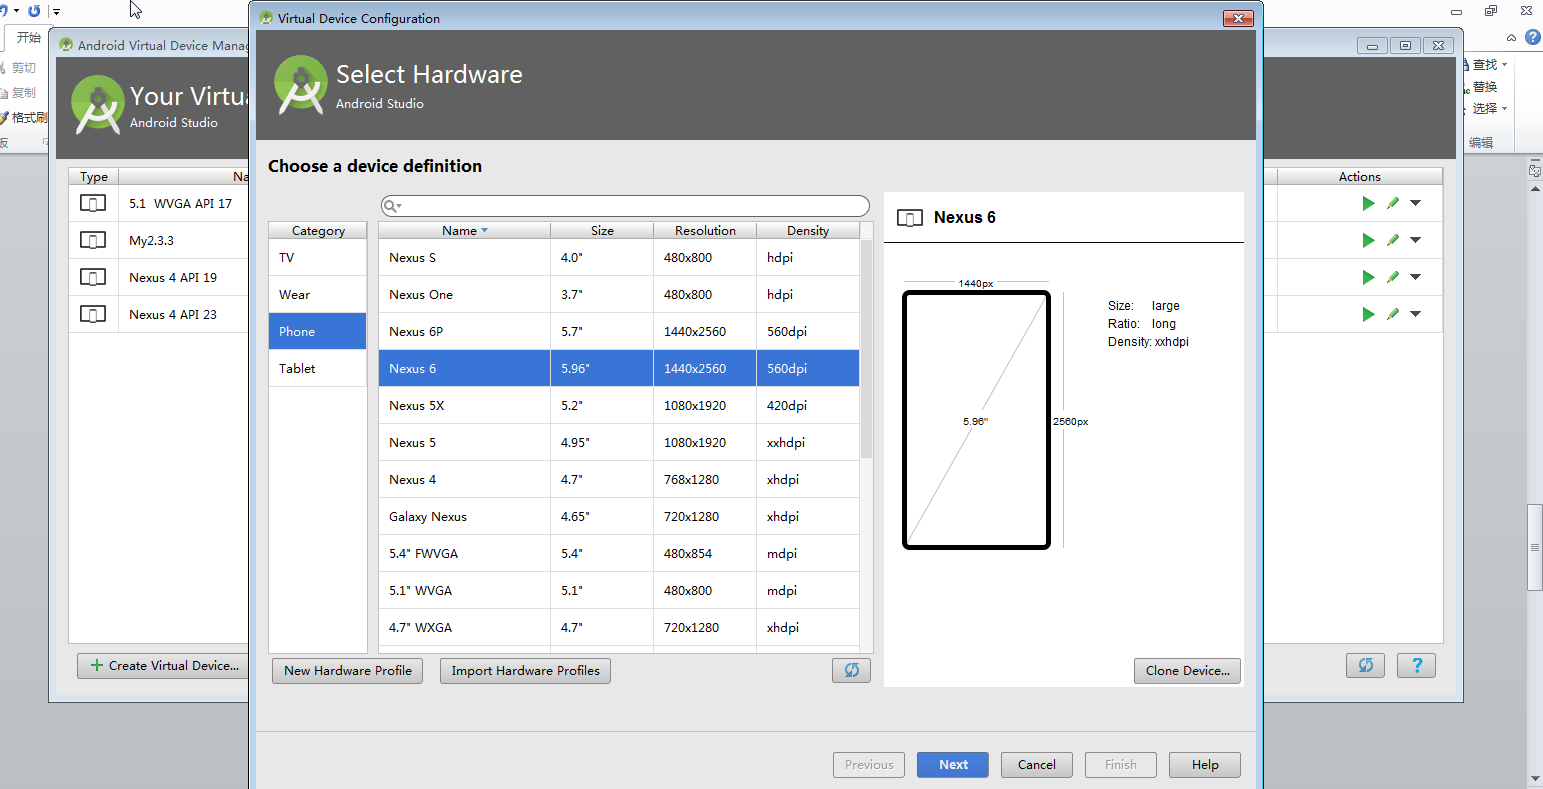 Virtual Device Configuration
开始
Android Virtual Device Manag
剪切
复制
格式刷
板
Your Virtu
Android Studio
Select Hardware
Android Studio
查找
替换
选择
编辑
Type
Na
Actions
5.1 WVGA API 17
My2.3.3
Nexus 4 API 19
Nexus 4 API 23
Create Virtual Device...
Choose a device definition
Category
TV
Wear
Phone
Tablet
Name Size Resolution Density
Nexus S 4.0" 480x800 hdpi
Nexus One 3.7" 480x800 hdpi
Nexus 6P 5.7" 1440x2560 560dpi
Nexus 6 5.96" 1440x2560 560dpi
Nexus 5X 5.2" 1080x1920 420dpi
Nexus 5 4.95" 1080x1920 xxhdpi
Nexus 4 4.7" 768x1280 xhdpi
Galaxy Nexus 4.65" 720x1280 xhdpi
5.4" FWVGA 5.4" 480x854 mdpi
5.1" WVGA 5.1" 480x800 mdpi
4.7" WXGA 4.7" 720x1280 xhdpi
Nexus 6
1440px
Size: large
Ratio: long
Density: xxhdpi
5.96"
2560px
New Hardware Profile
Import Hardware Profiles
Clone Device...
?
Previous
Next
Cancel
Finish
Help